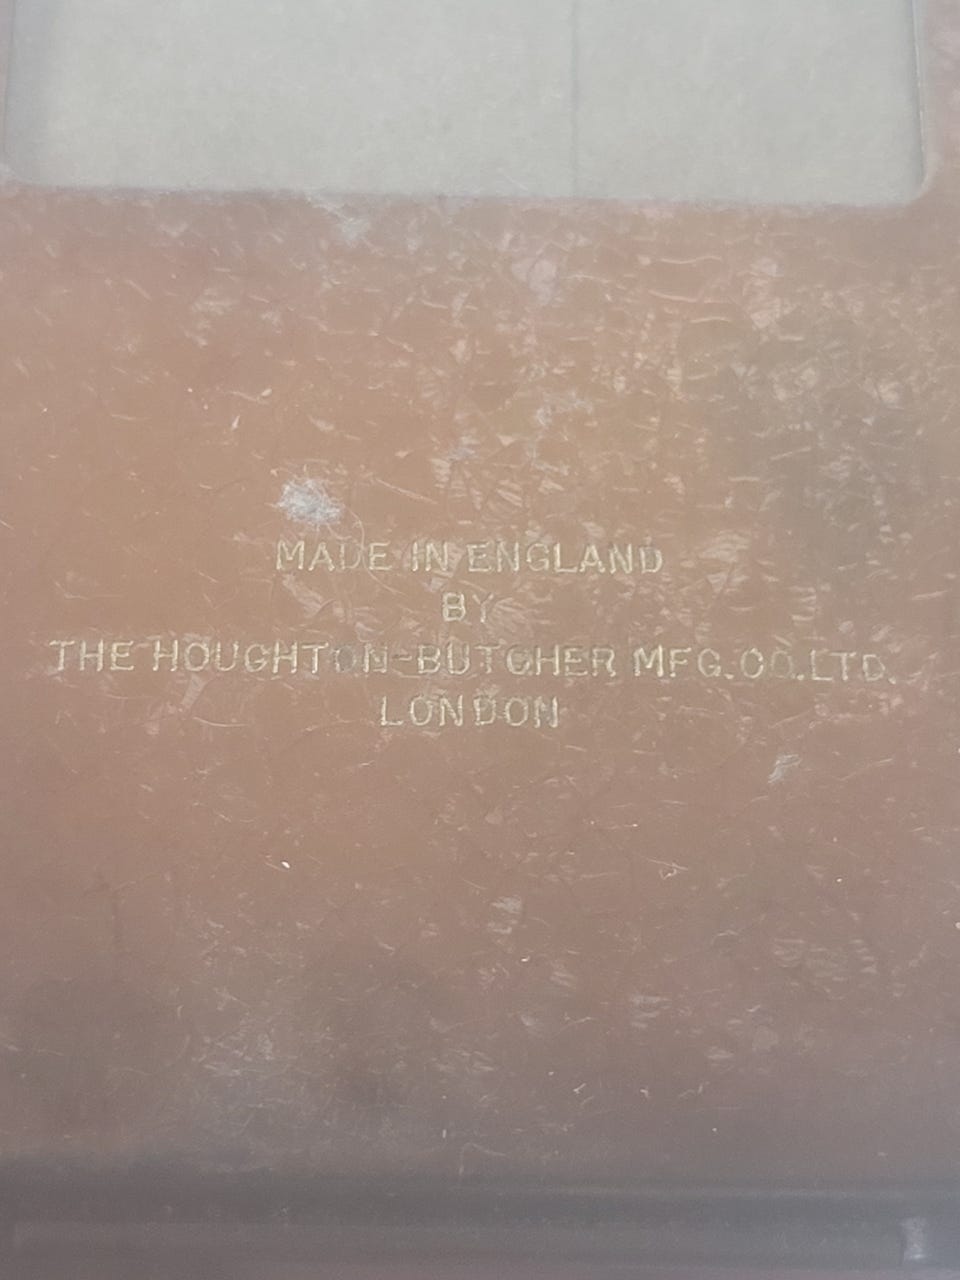 MADE IN ENGLAND
BY
THE HOUGHTON-BUTCHER MFG.CO.LTD.
LONDON